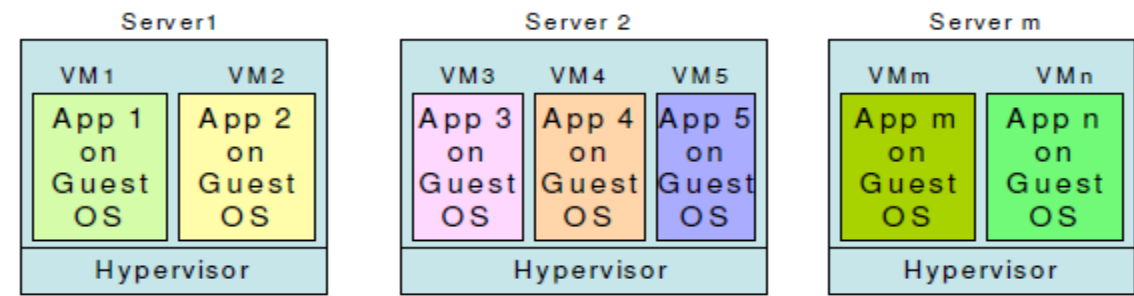 Server1
VM1 VM2
App 1
on
Guest
OS
App 2
on
Guest
OS
Hypervisor
Server 2
VM3 VM4 VM5
App 3
on
Guest
OS
App 4
on
Guest
OS
App 5
on
Guest
OS
Hypervisor
Server m
VMm VMn
App m
on
Guest
OS
App n
on
Guest
OS
Hypervisor